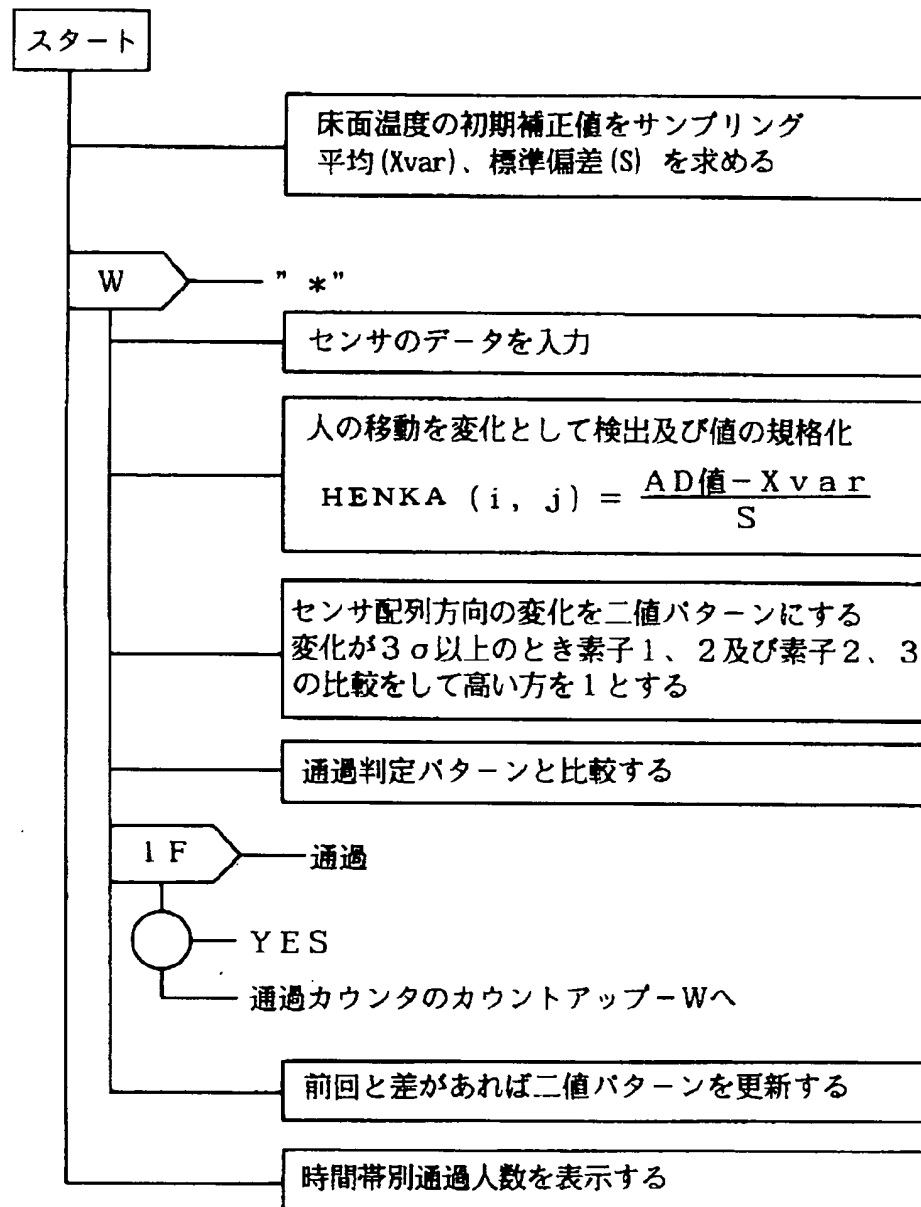 スタート
床面温度の初期補正値をサンプリング
平均(Xvar)、標準偏差(S) を求める
W
" *"
センサのデータを入力
人の移動を変化として検出及び値の規格化
HENKA (i, j) = AD値-Xvar / S
センサ配列方向の変化を二値パターンにする
変化が3σ以上のとき素子1、2及び素子2、3
の比較をして高い方を1とする
通過判定パターンと比較する
1F
通過
YES
通過カウンタのカウントアップ-Wへ
前回と差があれば二値パターンを更新する
時間帯別通過人数を表示する